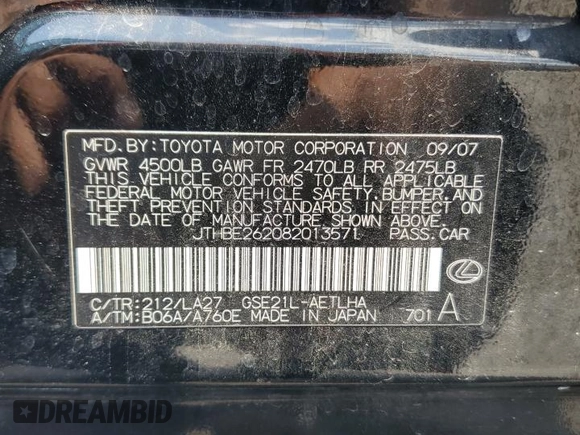 MFD.BY:TOYOTA MOTOR CORPORATION 09/07
GVWR 4500LB GAWR FR 2470LB RR 2475LB
THIS VEHICLE CONFORMS TO ALL APPLICABLE
FEDERAL MOTOR VEHICLE SAFETY,BUMPER,AND
THEFT PREVENTION STANDARDS IN EFFECT ON
THE DATE OF MANUFACTURE SHOWN ABOVE.
JTHBE262082013571 PASS.CAR
C/TR:212/LA27 GSE21L-AETLHA
A/TM:B06A/A760E MADE IN JAPAN 701 A
DREAMBID